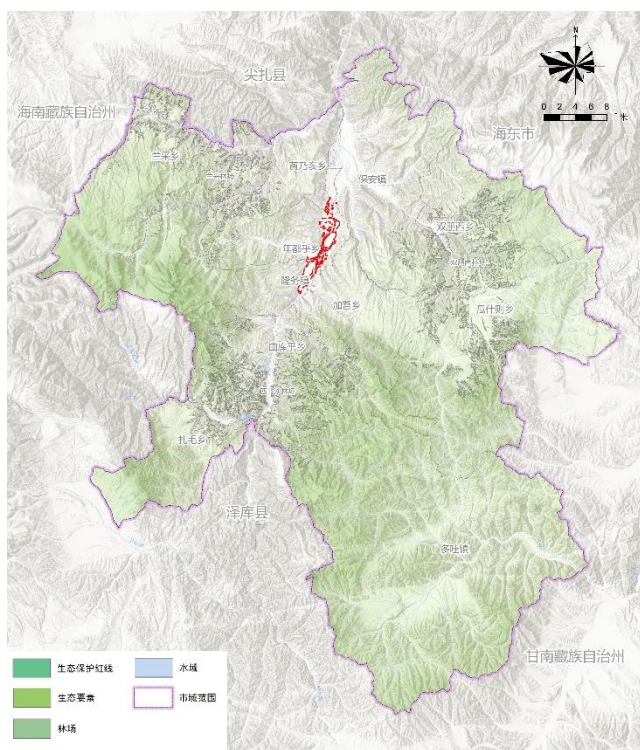 N
0 2 4 6 8
千米
尖扎县
海南藏族自治州
海东市
兰采乡
黄乃亥乡
保安镇
双朋西乡
年都乎乡
隆务镇
加吾乡
瓜什则乡
曲库乎乡
扎毛乡
泽库县
多哇镇
甘南藏族自治州
生态保护红线
水域
生态要素
市域范围
林场